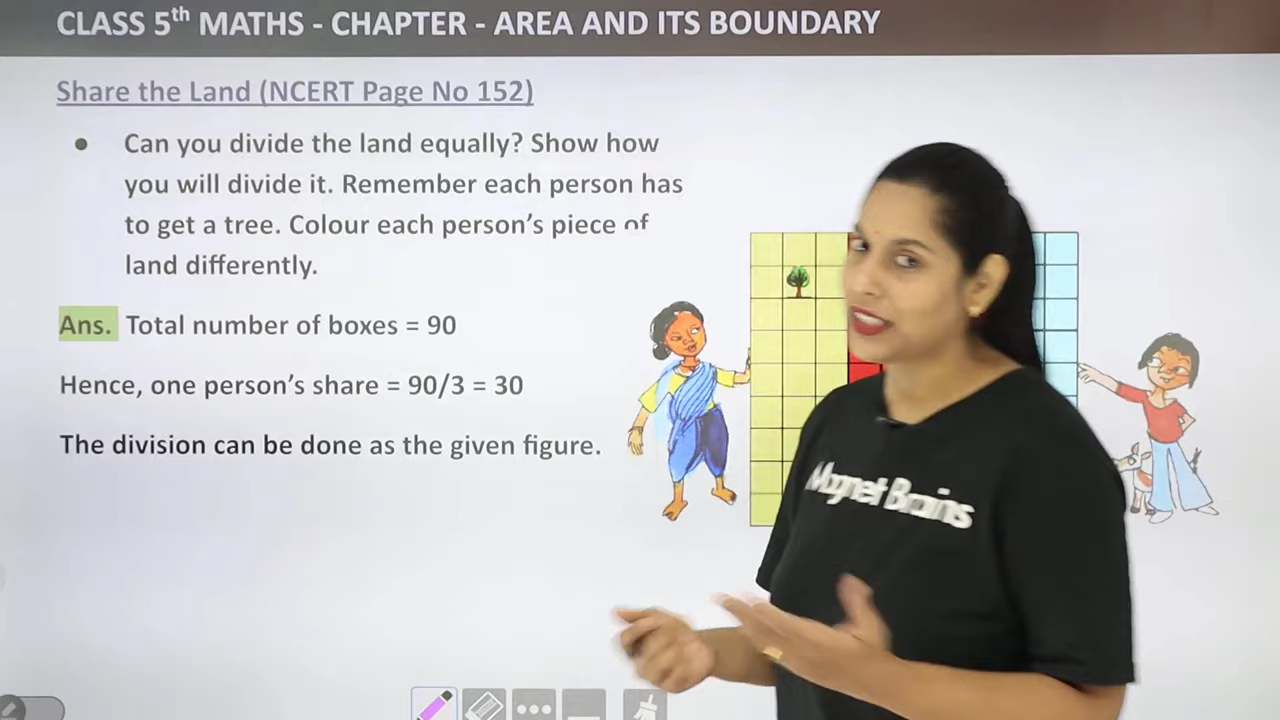 CLASS 5th MATHS - CHAPTER - AREA AND ITS BOUNDARY
Share the Land (NCERT Page No 152)
● Can you divide the land equally? Show how
you will divide it. Remember each person has
to get a tree. Colour each person's piece of
land differently.
Ans. Total number of boxes = 90
Hence, one person's share = 90/3 = 30
The division can be done as the given figure.
Magnet Brains